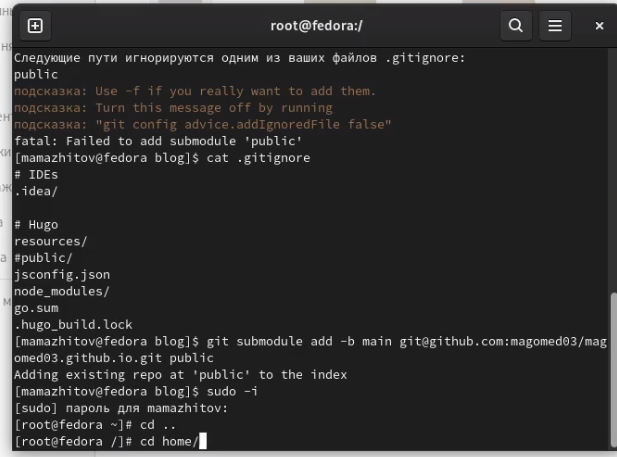 root@fedora:/
Следующие пути игнорируются одним из ваших файлов .gitignore:
public
подсказка: Use -f if you really want to add them.
подсказка: Turn this message off by running
подсказка: "git config advice.addIgnoredFile false"
fatal: Failed to add submodule 'public'
[mamazhitov@fedora blog]$ cat .gitignore
# IDEs
.idea/
# Hugo
resources/
#public/
jsconfig.json
node_modules/
go.sum
.hugo_build.lock
[mamazhitov@fedora blog]$ git submodule add -b main git@github.com:magomed03/mag
omed03.github.io.git public
Adding existing repo at 'public' to the index
[mamazhitov@fedora blog]$ sudo -i
[sudo] пароль для mamazhitov:
[root@fedora ~]# cd ..
[root@fedora /]# cd home/